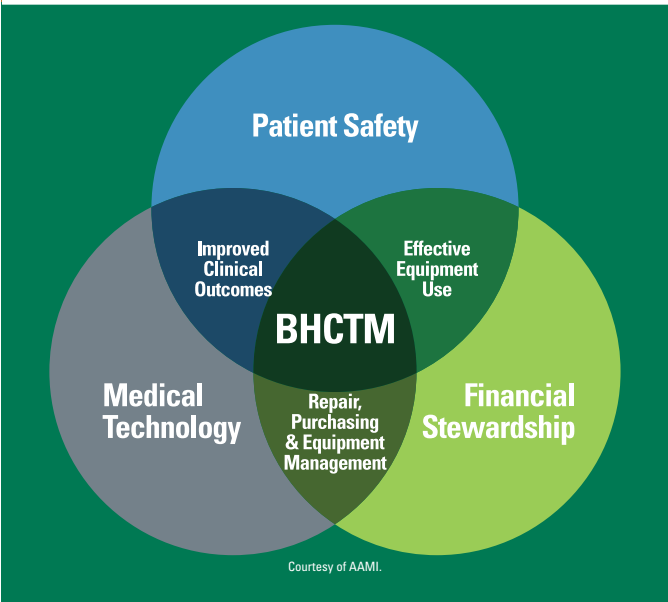 Patient Safety
Improved
Clinical
Outcomes
Effective
Equipment
Use
BHCTM
Medical
Technology
Repair,
Purchasing
& Equipment
Management
Financial
Stewardship
Courtesy of AAMI.